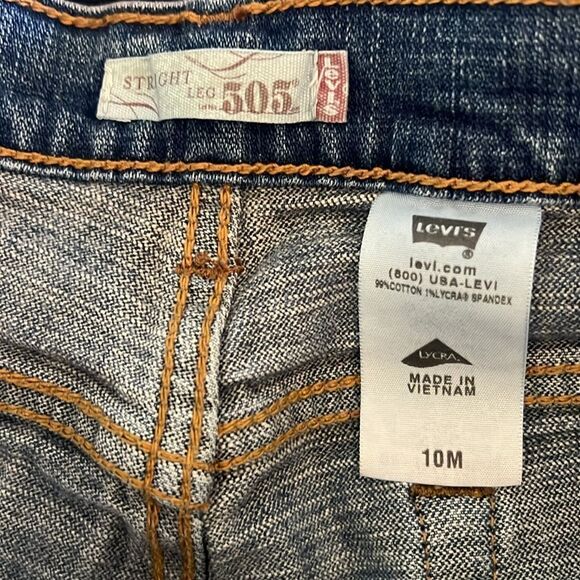 STRAIGHT
LEG 505®
LEVI'S
LEVI'S
®
levi.com
(800) USA-LEVI
99%COTTON 1%LYCRA® SPANDEX
LYCRA®
MADE IN
VIETNAM
10M